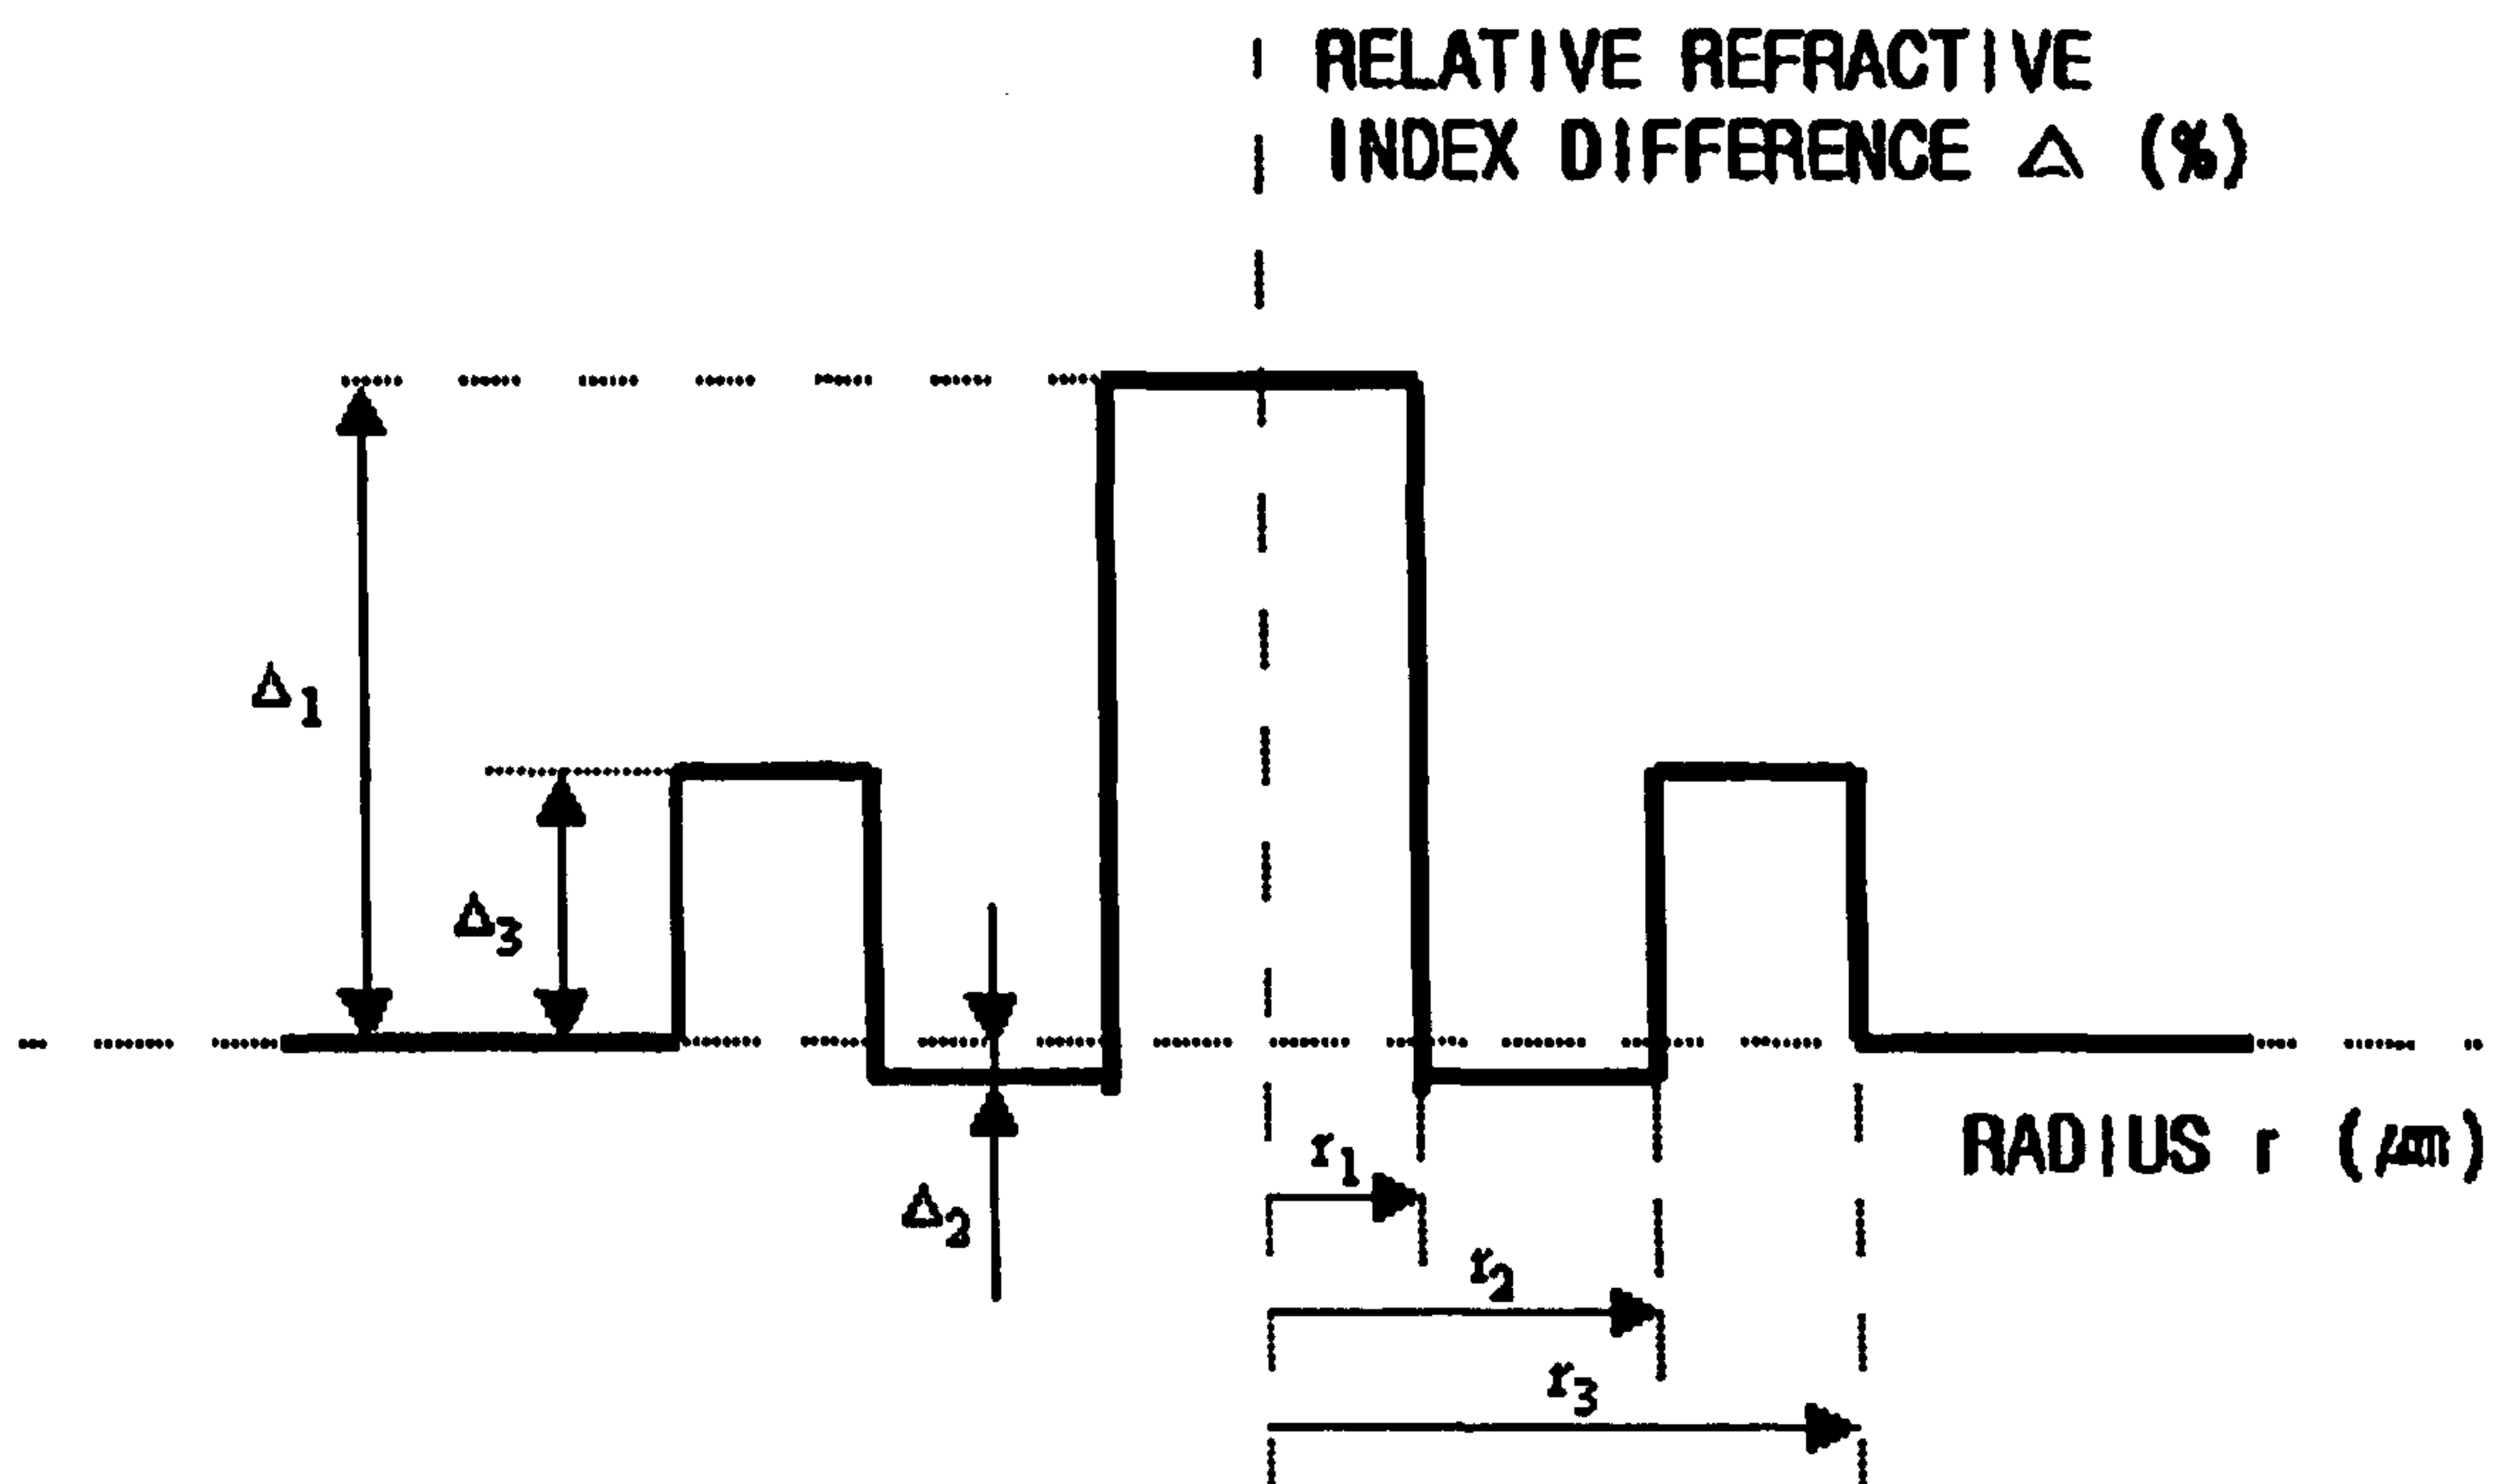 RELATIVE REFRACTIVE
INDEX DIFFERENCE Δ (%)
Δ1
Δ3
Δ2
RADIUS r (μm)
r1
r2
r3